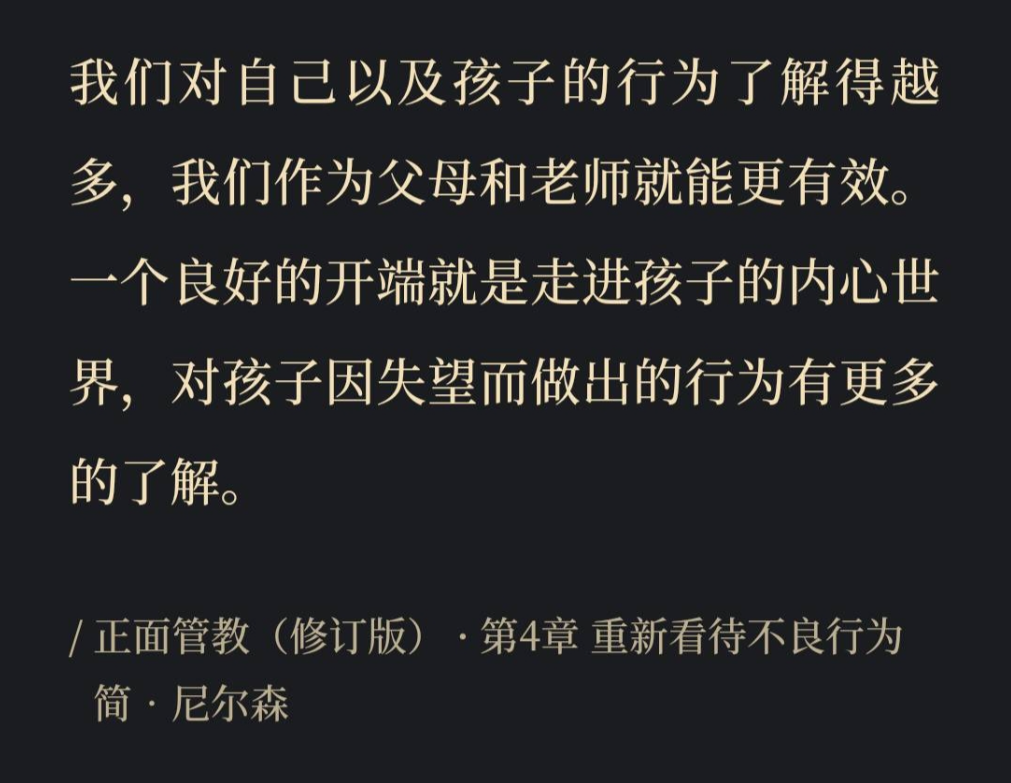 我们对自己以及孩子的行为了解得越
多，我们作为父母和老师就能更有效。
一个良好的开端就是走进孩子的内心世
界，对孩子因失望而做出的行为有更多
的了解。
/ 正面管教（修订版）· 第4章 重新看待不良行为
简 · 尼尔森